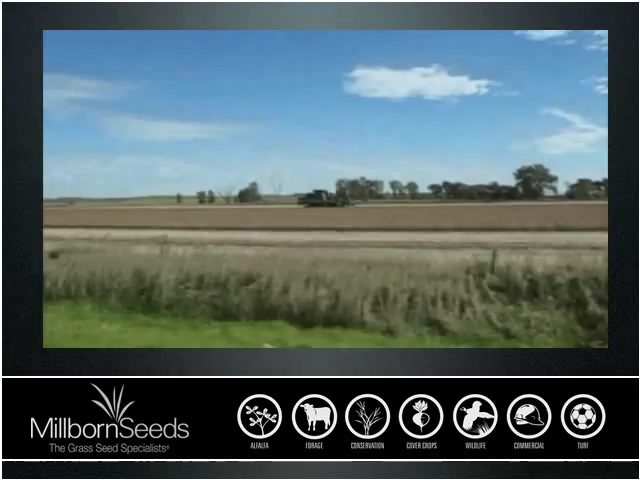 MillbornSeeds
The Grass Seed Specialists®
ALFALFA
FORAGE
CONSERVATION
COVER CROPS
WILDLIFE
COMMERCIAL
TURF